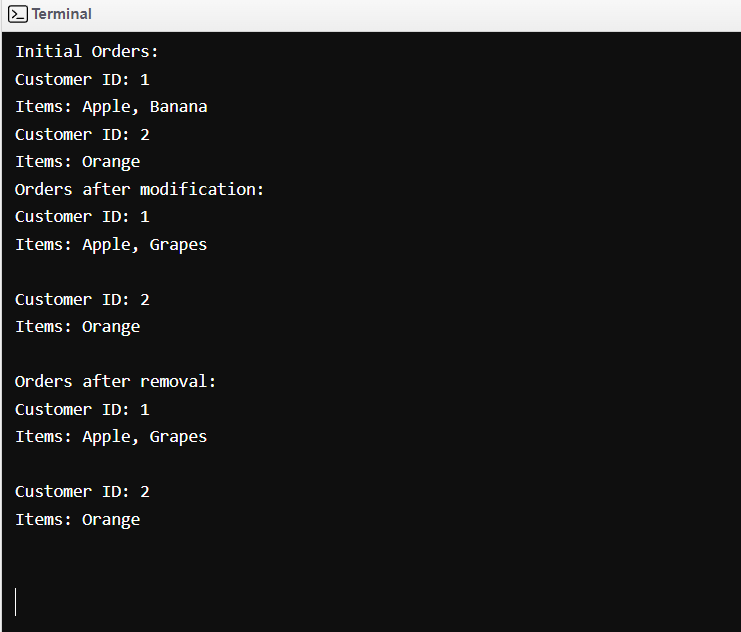 Terminal
Initial Orders:
Customer ID: 1
Items: Apple, Banana
Customer ID: 2
Items: Orange
Orders after modification:
Customer ID: 1
Items: Apple, Grapes
Customer ID: 2
Items: Orange
Orders after removal:
Customer ID: 1
Items: Apple, Grapes
Customer ID: 2
Items: Orange